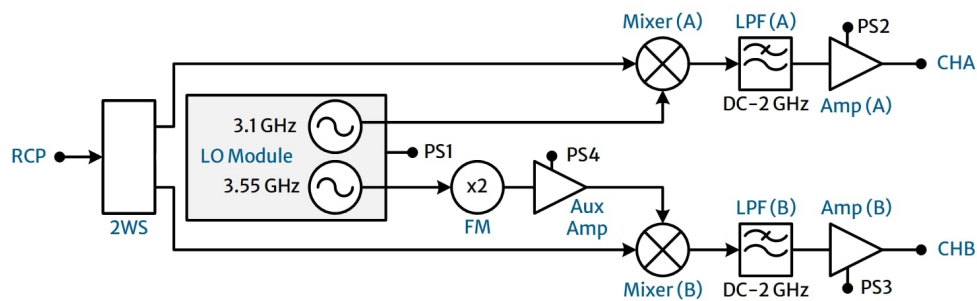 Mixer (A)
LPF (A)
PS2
CHA
DC-2 GHz
Amp (A)
3.1 GHz
RCP
LO Module
PS1
3.55 GHz
x2
PS4
2WS
FM
Aux
Amp
LPF (B)
Amp (B)
CHB
Mixer (B)
DC-2 GHz
PS3